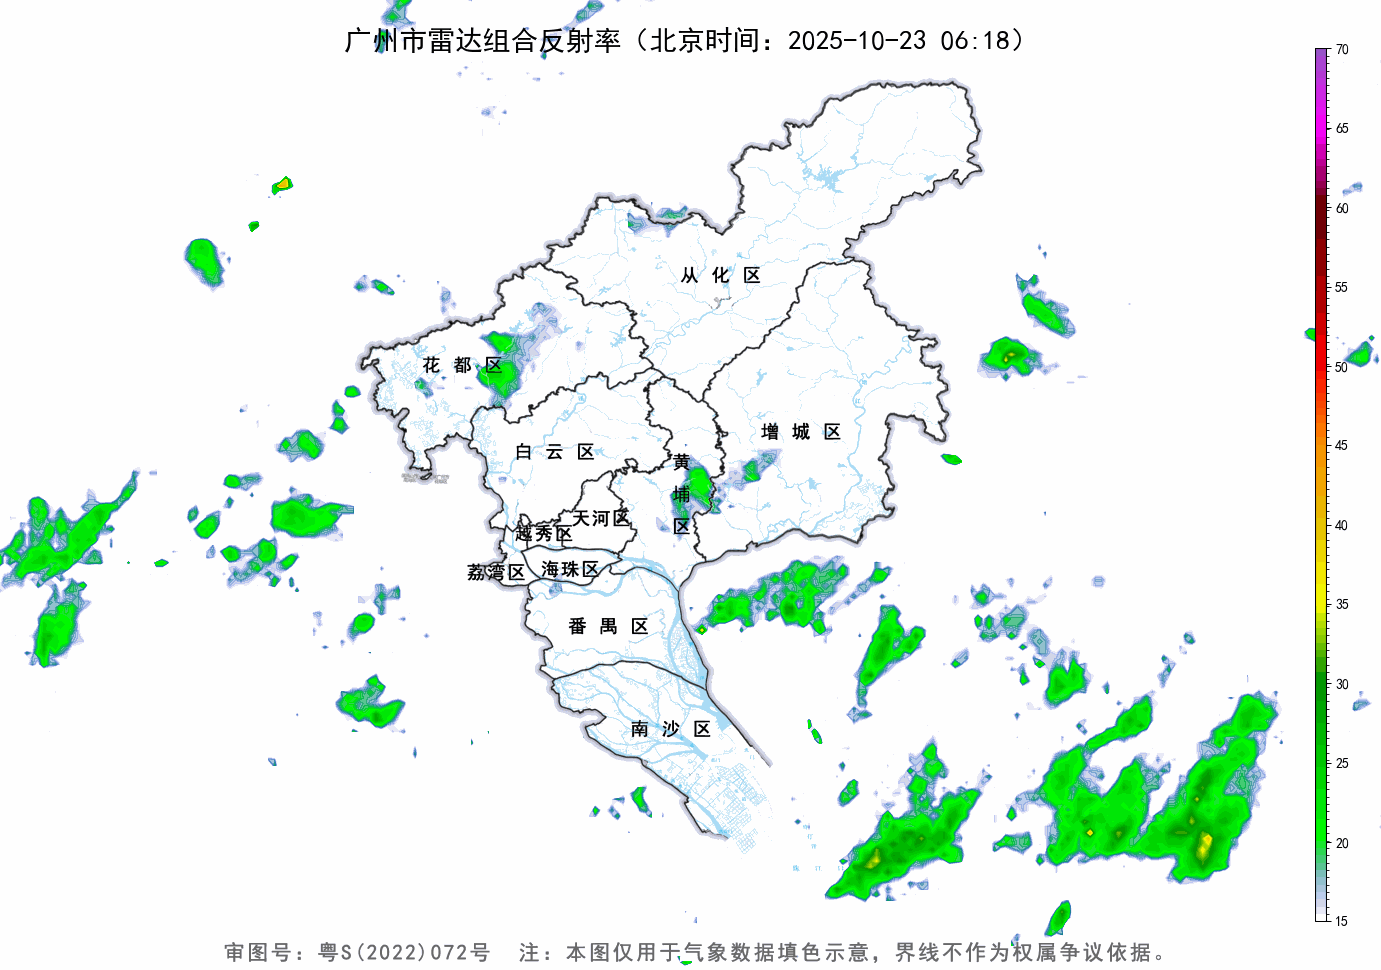 广州市雷达组合反射率（北京时间：2025-10-23 06:18）
70
65
60
55
50
45
40
35
30
25
20
15
从化区
花都区
增城区
白云区
黄埔区
天河区
越秀区
荔湾区
海珠区
番禺区
南沙区
审图号：粤S(2022)072号 注：本图仅用于气象数据填色示意，界线不作为权属争议依据。